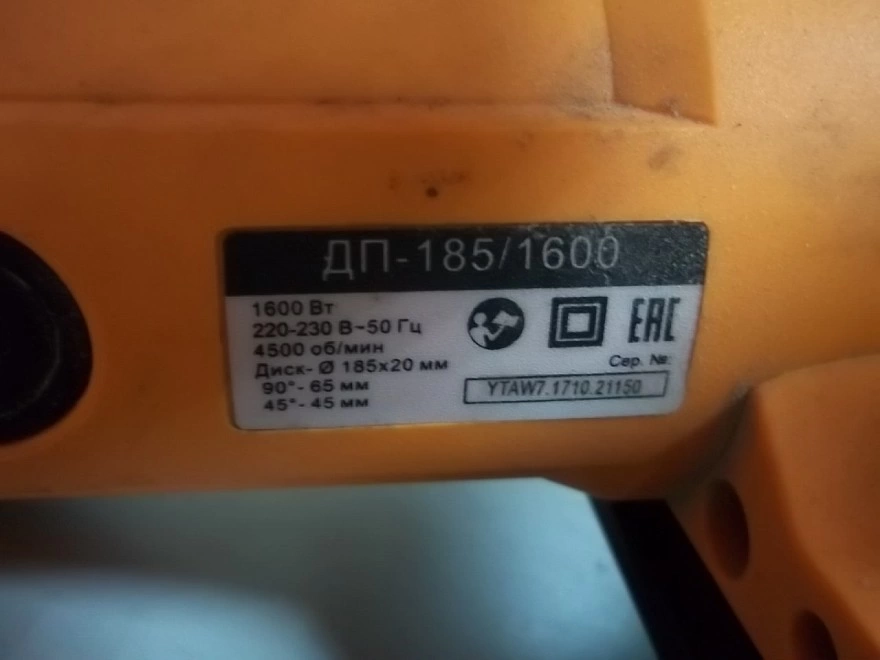 ДП-185/1600
1600 Вт
220-230 В~50 Гц
4500 об/мин
Диск- Ø 185x20 мм
90°- 65 мм
45°- 45 мм
EAC
Сер. №:
YTAW7.1710.21150